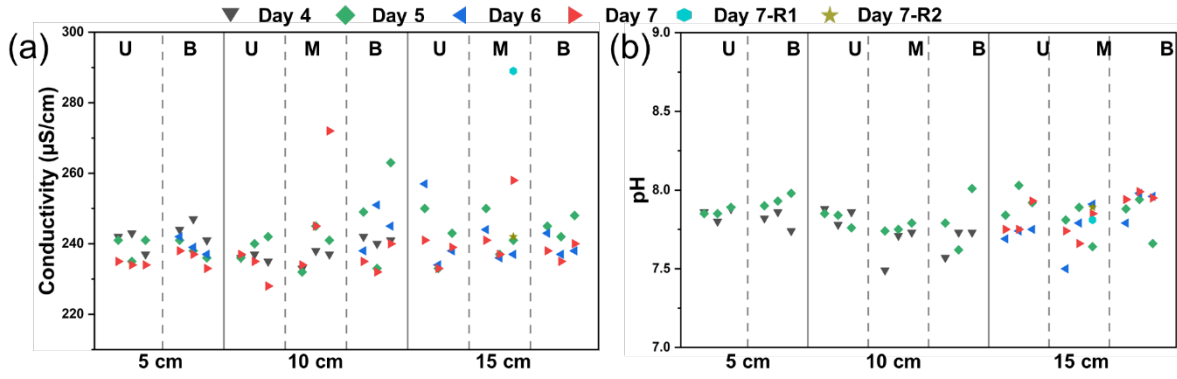 Day 4 Day 5 Day 6 Day 7 Day 7-R1 Day 7-R2
(a)
300
280
260
240
220
Conductivity (µS/cm)
U B U M B U M B
5 cm 10 cm 15 cm
(b)
9.0
8.5
8.0
7.5
7.0
pH
U B U M B U M B
5 cm 10 cm 15 cm